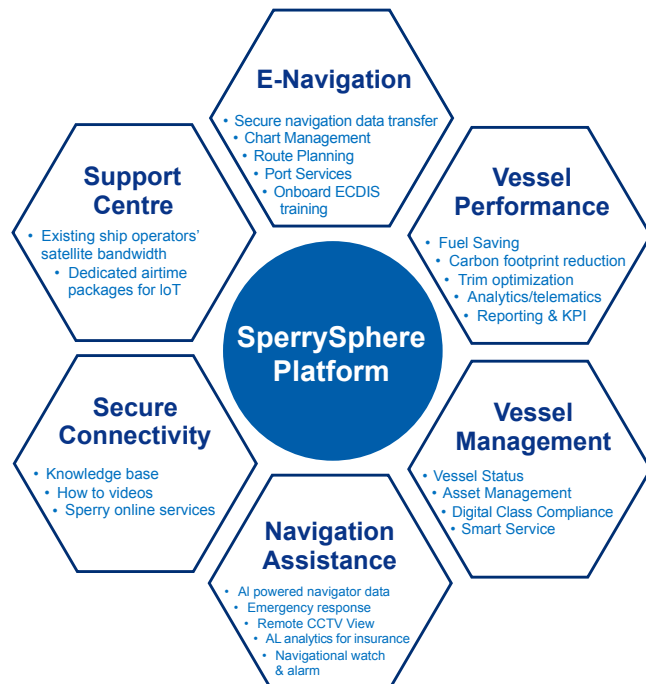 E-Navigation
• Secure navigation data transfer
• Chart Management
• Route Planning
• Port Services
• Onboard ECDIS
training
Support
Centre
• Existing ship operators’
satellite bandwidth
• Dedicated airtime
packages for IoT
Vessel
Performance
• Fuel Saving
• Carbon footprint reduction
• Trim optimization
• Analytics/telematics
• Reporting & KPI
SperrySphere
Platform
Secure
Connectivity
• Knowledge base
• How to videos
• Sperry online services
Vessel
Management
• Vessel Status
• Asset Management
• Digital Class Compliance
• Smart Service
Navigation
Assistance
• AI powered navigator data
• Emergency response
• Remote CCTV View
• AL analytics for insurance
• Navigational watch
& alarm